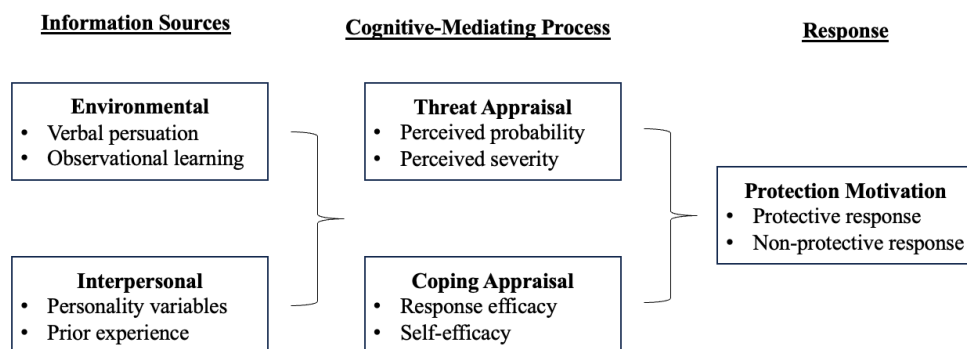 Information Sources
Cognitive-Mediating Process
Response
Environmental
• Verbal persuation
• Observational learning
Threat Appraisal
• Perceived probability
• Perceived severity
Protection Motivation
• Protective response
• Non-protective response
Interpersonal
• Personality variables
• Prior experience
Coping Appraisal
• Response efficacy
• Self-efficacy